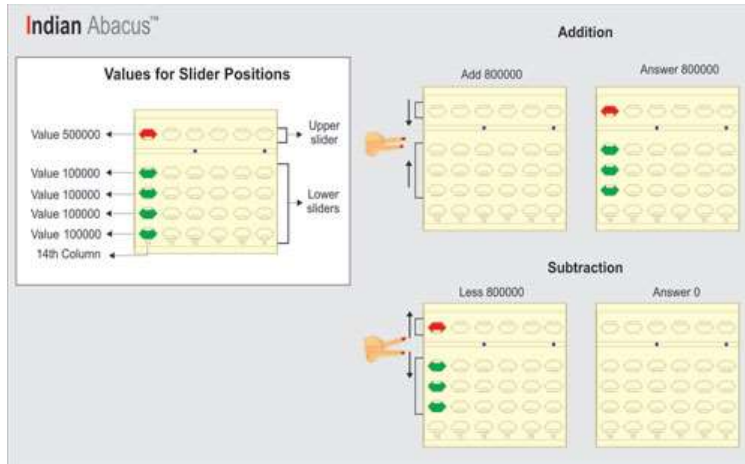 Indian Abacus™
Values for Slider Positions
Value 500000
Upper
slider
Value 100000
Value 100000
Value 100000
Value 100000
Lower
sliders
14th Column
Addition
Add 800000
Answer 800000
Subtraction
Less 800000
Answer 0